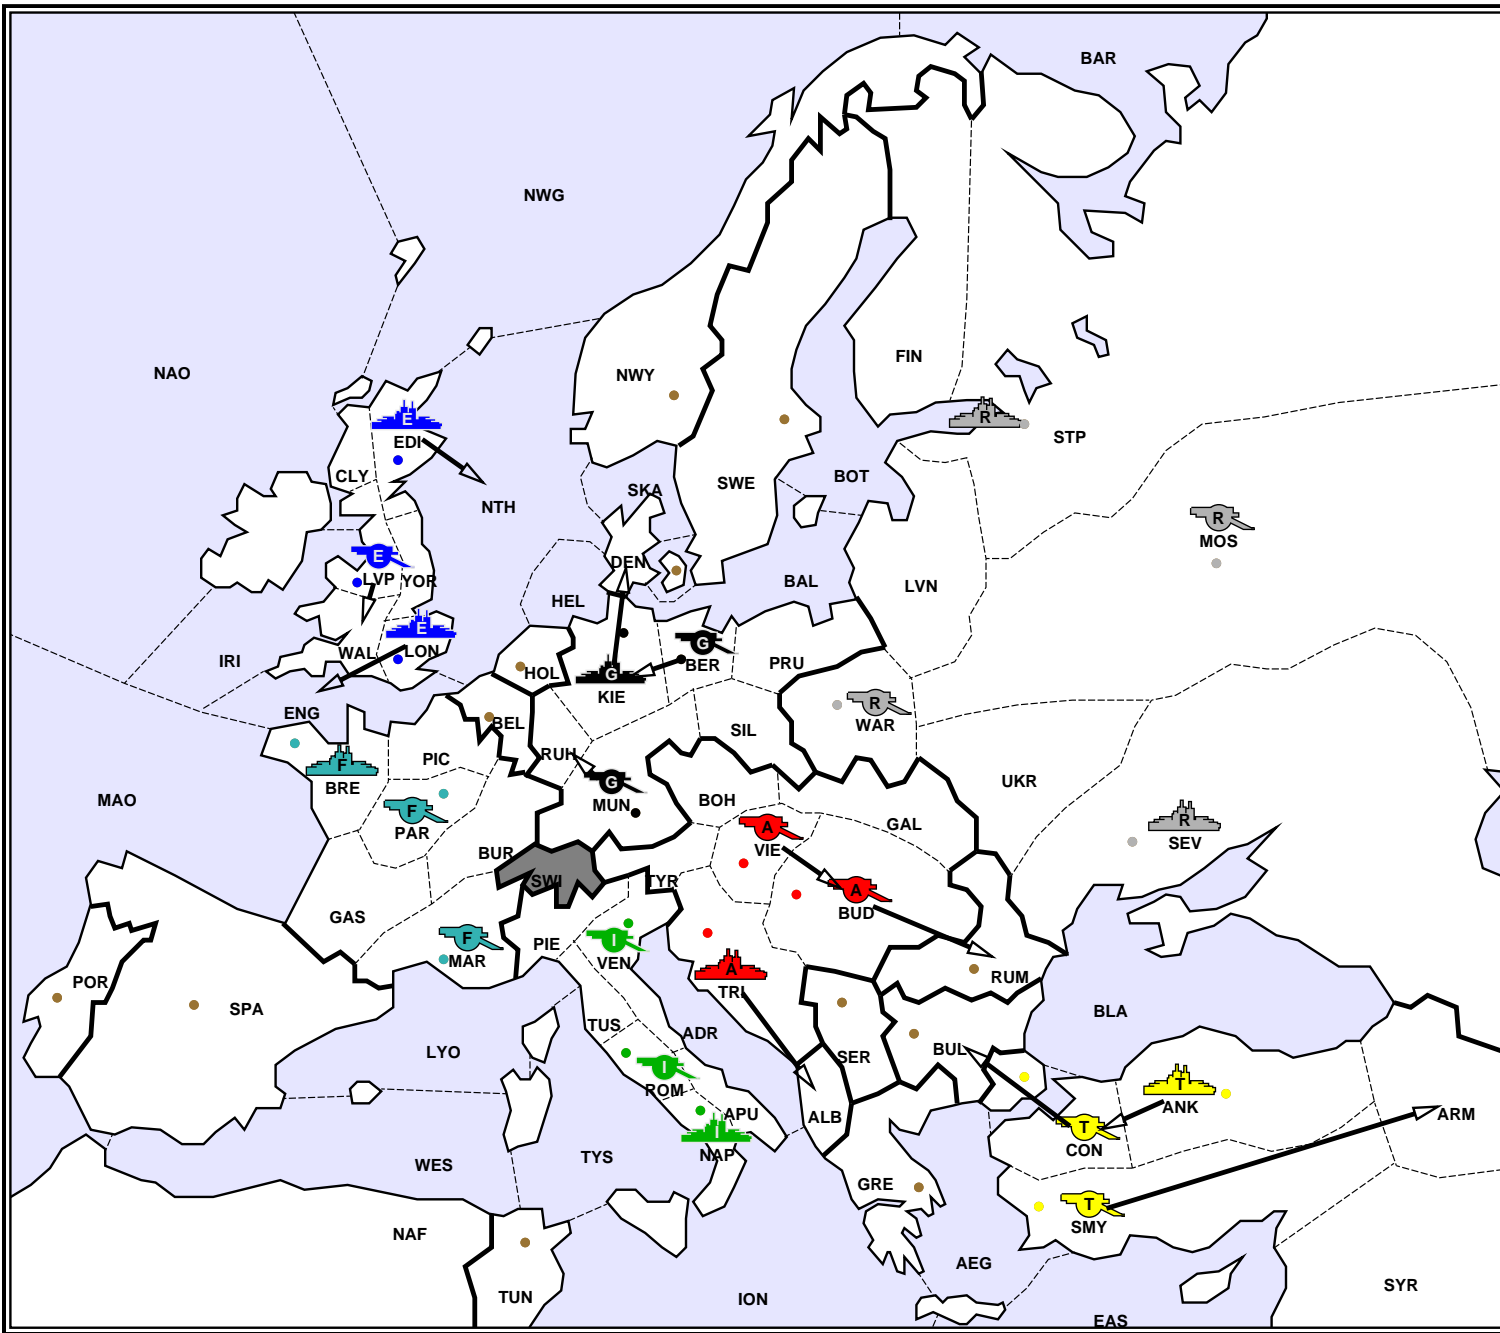 BAR
NWG
NAO
FIN
NWY
E
R
EDI
STP
CLY
SWE
BOT
SKA
NTH
R
MOS
E
DEN
LVP
YOR
BAL
LVN
HEL
E
G
WAL
LON
IRI
BER
PRU
HOL
G
KIE
R
ENG
BEL
WAR
SIL
RUH
PIC
F
BRE
G
UKR
MAO
BOH
MUN
F
PAR
A
GAL
R
SEV
VIE
BUR
SWI
TYR
A
BUD
GAS
F
I
PIE
MAR
VEN
A
RUM
POR
TRI
SPA
BLA
TUS
ADR
LYO
BUL
SER
I
ROM
T
ANK
APU
ALB
ARM
I
T
NAP
CON
TYS
WES
GRE
T
SMY
NAF
AEG
SYR
TUN
ION
EAS